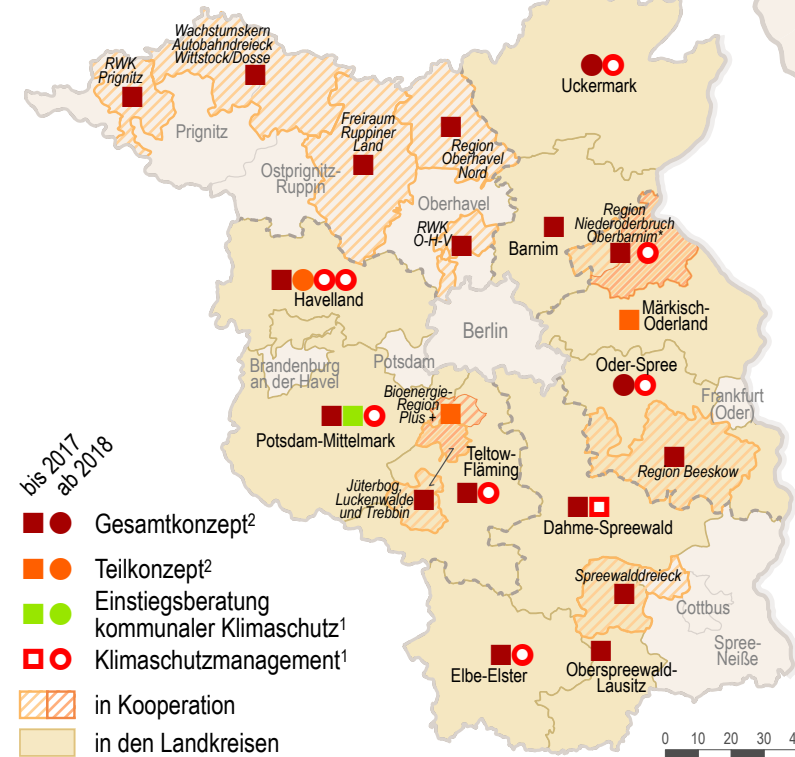 Wachstumskern
Autobahndreieck
Wittstock/Dosse
RWK
Prignitz
Prignitz
Freiraum
Ruppiner
Land
Ostprignitz-
Ruppin
Region
Oberhavel
Nord
Oberhavel
RWK
O-H-V
Uckermark
Barnim
Region
Niederoderbruch
Oberbarnim*
Havelland
Berlin
Märkisch-
Oderland
Brandenburg
an der Havel
Potsdam
Oder-Spree
Frankfurt
(Oder)
Bioenergie-
Region
Plus +
Potsdam-Mittelmark
Teltow-
Fläming
Region Beeskow
Jüterbog,
Luckenwalde
und Trebbin
Dahme-Spreewald
Spreewalddreieck
Cottbus
Spree-
Neiße
Elbe-Elster
Oberspreewald-
Lausitz
bis 2017
ab 2018
Gesamtkonzept²
Teilkonzept²
Einstiegsberatung
kommunaler Klimaschutz¹
Klimaschutzmanagement¹
in Kooperation
in den Landkreisen
0 10 20 30